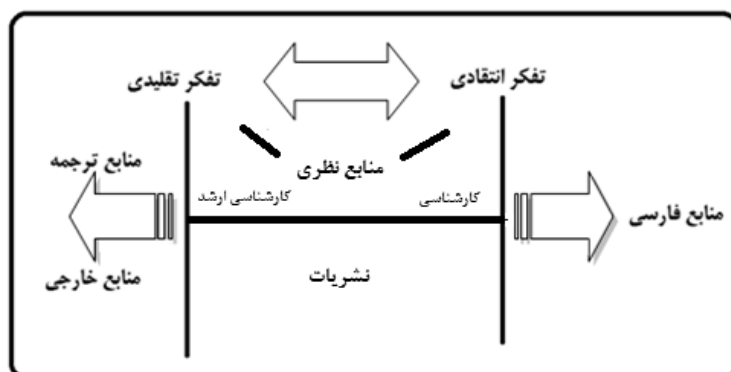 تفکر انتقادی
تفکر تقلیدی
منابع ترجمه
منابع نظری
کارشناسی
کارشناسی ارشد
منابع فارسی
منابع خارجی
نشریات